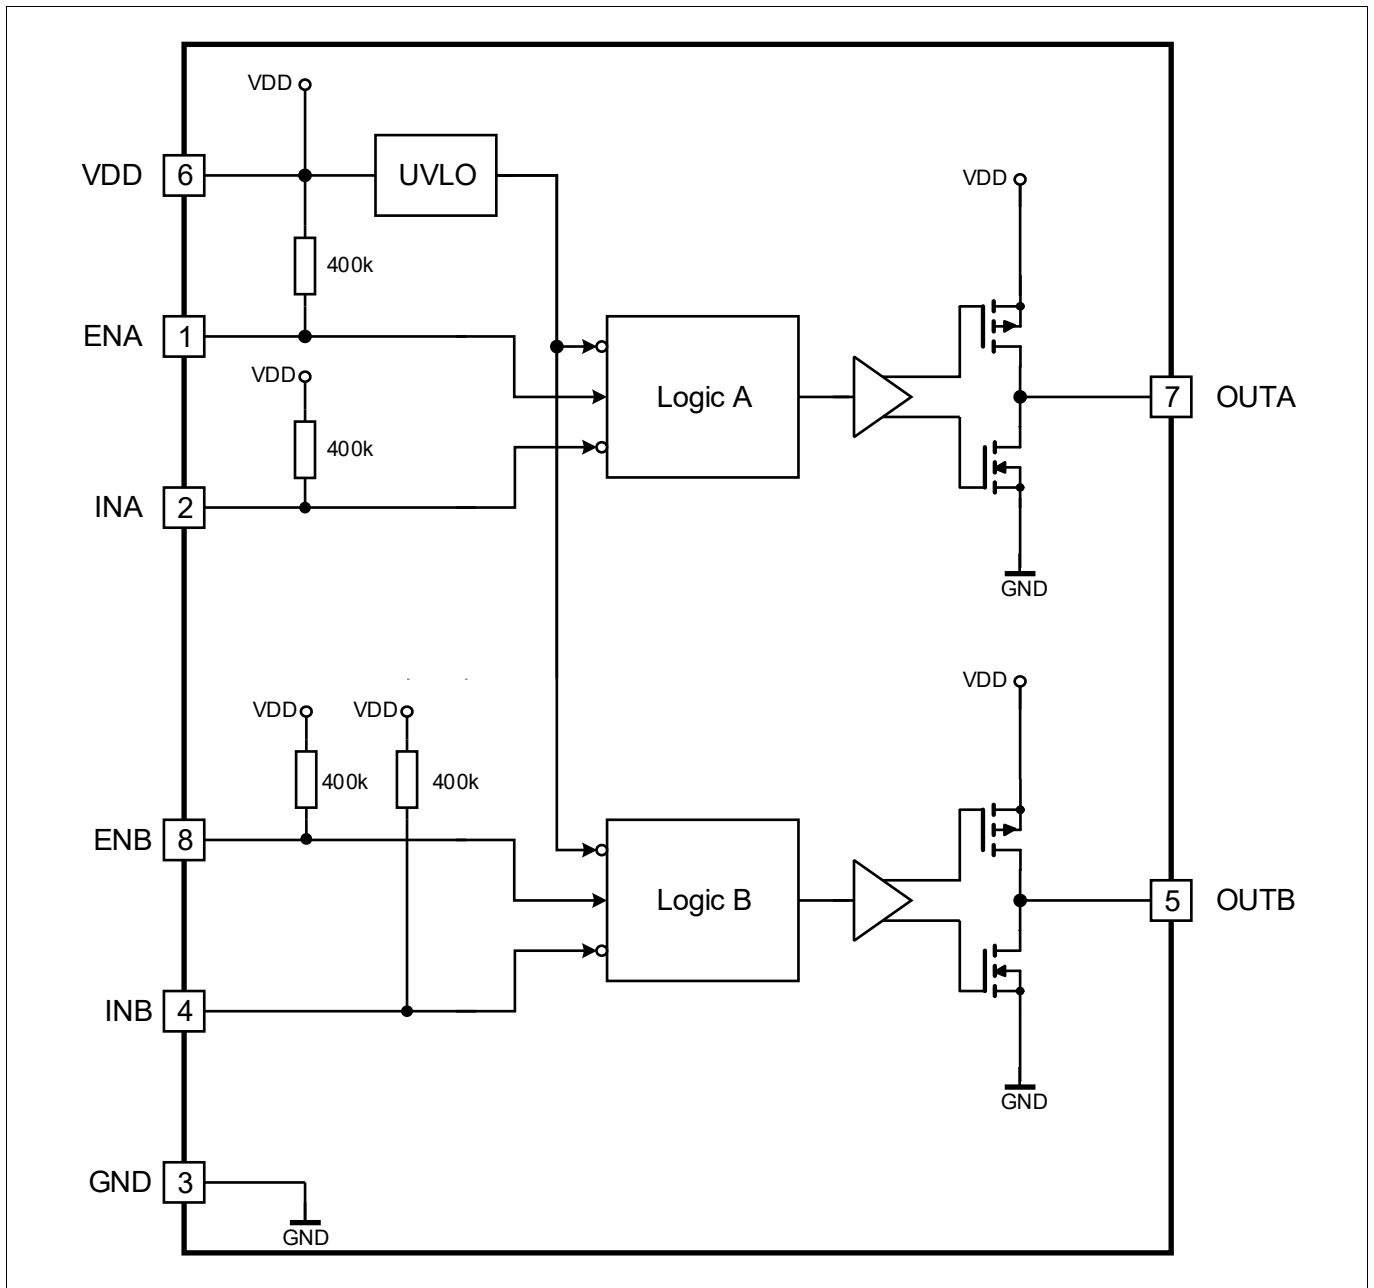 VDD
VDD 6 UVLO
VDD
400k
ENA 1
VDD
400k
Logic A
7 OUTA
INA 2
GND
VDD
VDD VDD
400k 400k
ENB 8
Logic B
5 OUTB
INB 4
GND
GND 3
GND